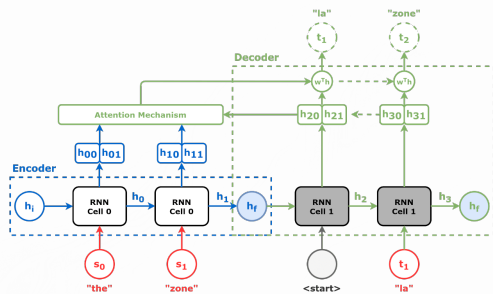 "la"
"zone"
t1
t2
Decoder
wTh
wTh
Attention Mechanism
h20 h21
h30 h31
h00 h01
h10 h11
Encoder
hi
RNN
Cell 0
h0
RNN
Cell 0
h1
hf
RNN
Cell 1
h2
RNN
Cell 1
h3
hf
s0
s1
t1
"the"
"zone"
<start>
"la"